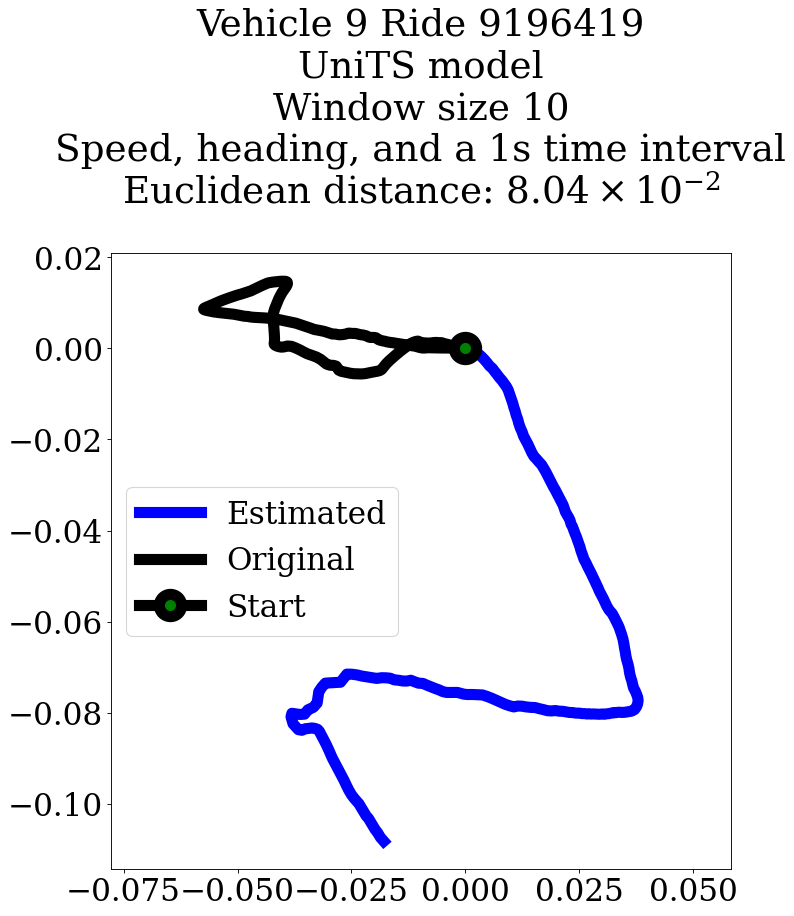 Vehicle 9 Ride 9196419
UniTS model
Window size 10
Speed, heading, and a 1s time interval
Euclidean distance: 8.04 × 10⁻²
0.02
0.00
−0.02
−0.04
−0.06
−0.08
−0.10
Estimated
Original
Start
−0.075 −0.050 −0.025 0.000 0.025 0.050